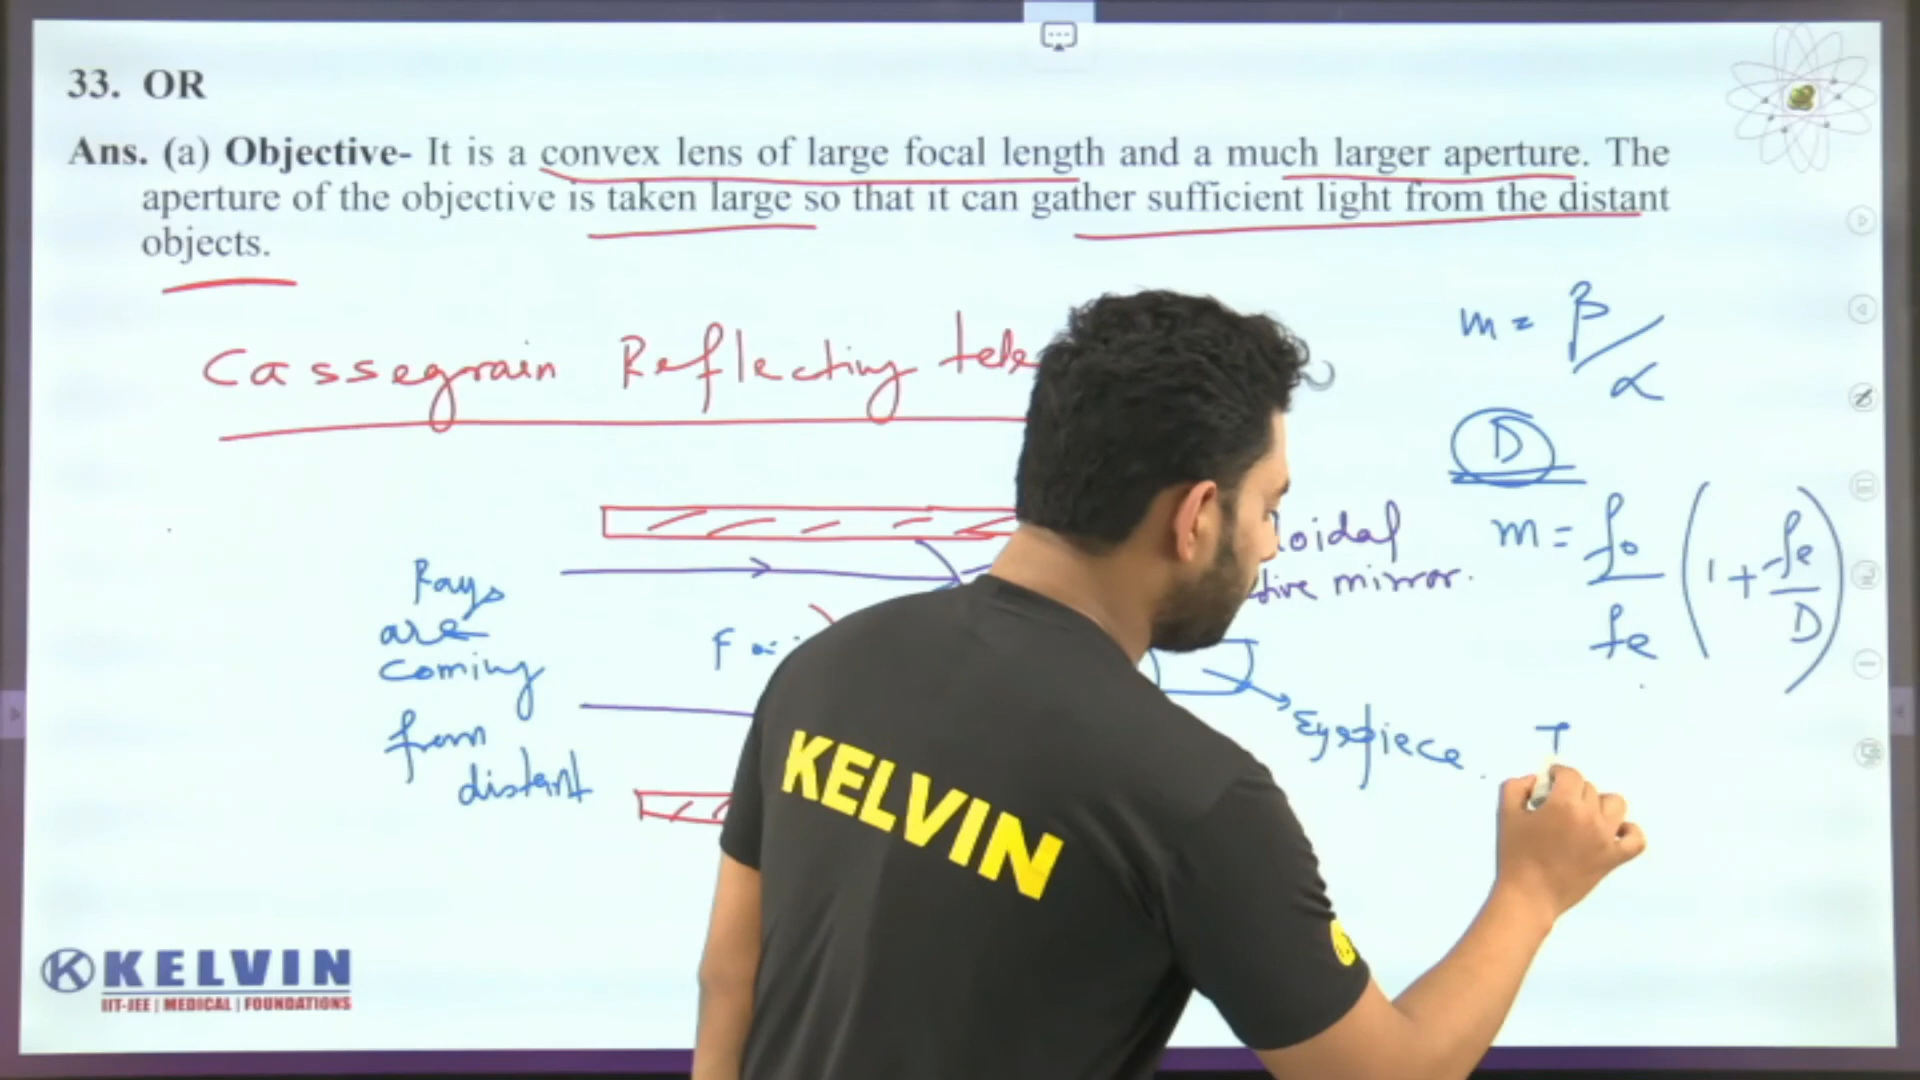 33. OR
Ans. (a) Objective- It is a convex lens of large focal length and a much larger aperture. The
aperture of the objective is taken large so that it can gather sufficient light from the distant
objects.
Cassegrain Reflecting tele
m = β/α
D
m = fo/fe (1 + fe/D)
Rays
are
coming
from
distant
F
mirror.
Eyepiece.
KELVIN
KELVIN
IIT-JEE | MEDICAL | FOUNDATIONS